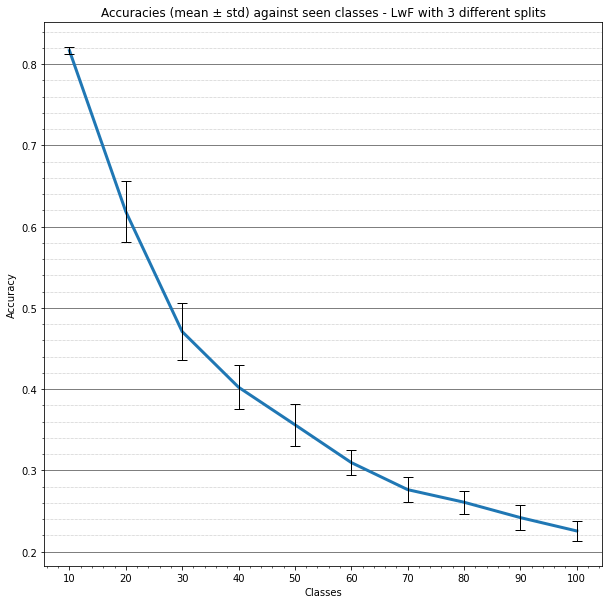 Accuracies (mean ± std) against seen classes - LwF with 3 different splits
0.8
0.7
0.6
0.5
0.4
0.3
0.2
Accuracy
10 20 30 40 50 60 70 80 90 100
Classes